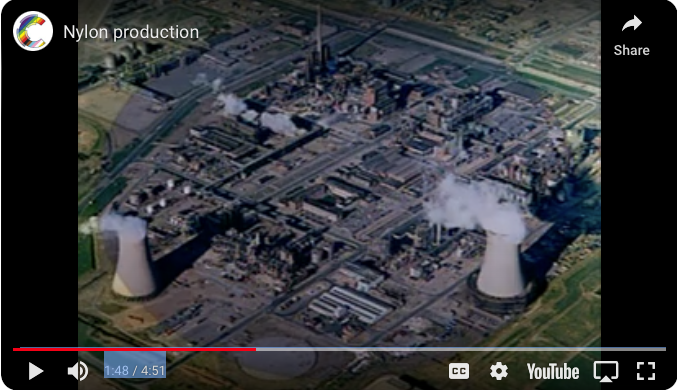 Nylon production
Share
1:48 / 4:51
CC
YouTube